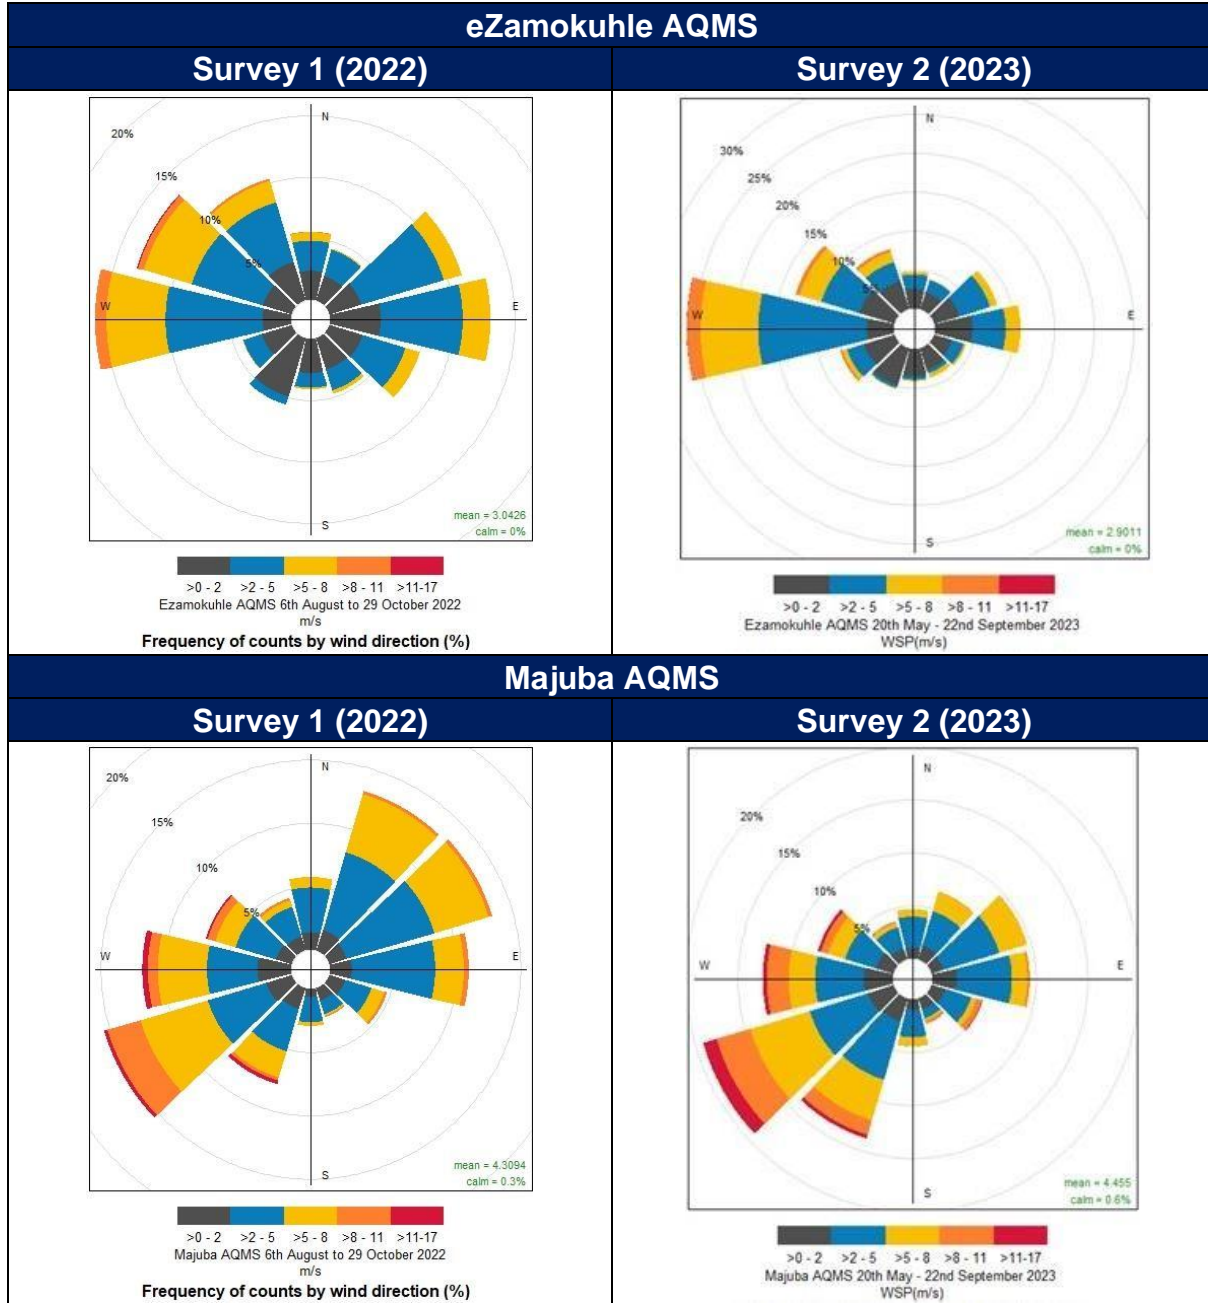 eZamokuhle AQMS
Survey 1 (2022)
Survey 2 (2023)
N
20%
15%
10%
5%
W
E
S
mean = 3.0426
calm = 0%
>0 - 2 >2 - 5 >5 - 8 >8 - 11 >11-17
Ezamokuhle AQMS 6th August to 29 October 2022
m/s
Frequency of counts by wind direction (%)
N
30%
25%
20%
15%
10%
5%
W
E
S
mean = 2.9011
calm = 0%
>0 - 2 >2 - 5 >5 - 8 >8 - 11 >11-17
Ezamokuhle AQMS 20th May - 22nd September 2023
WSP(m/s)
Majuba AQMS
Survey 1 (2022)
Survey 2 (2023)
N
20%
15%
10%
5%
W
E
S
mean = 4.3094
calm = 0.3%
>0 - 2 >2 - 5 >5 - 8 >8 - 11 >11-17
Majuba AQMS 6th August to 29 October 2022
m/s
Frequency of counts by wind direction (%)
N
20%
15%
10%
5%
W
E
S
mean = 4.455
calm = 0.6%
>0 - 2 >2 - 5 >5 - 8 >8 - 11 >11-17
Majuba AQMS 20th May - 22nd September 2023
WSP(m/s)